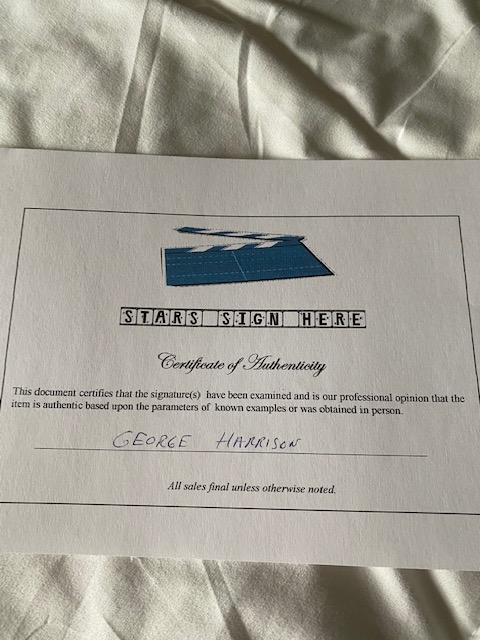 STARS SIGN HERE
Certificate of Authenticity
This document certifies that the signature(s) have been examined and is our professional opinion that the
item is authentic based upon the parameters of known examples or was obtained in person.
GEORGE HARRISON
All sales final unless otherwise noted.